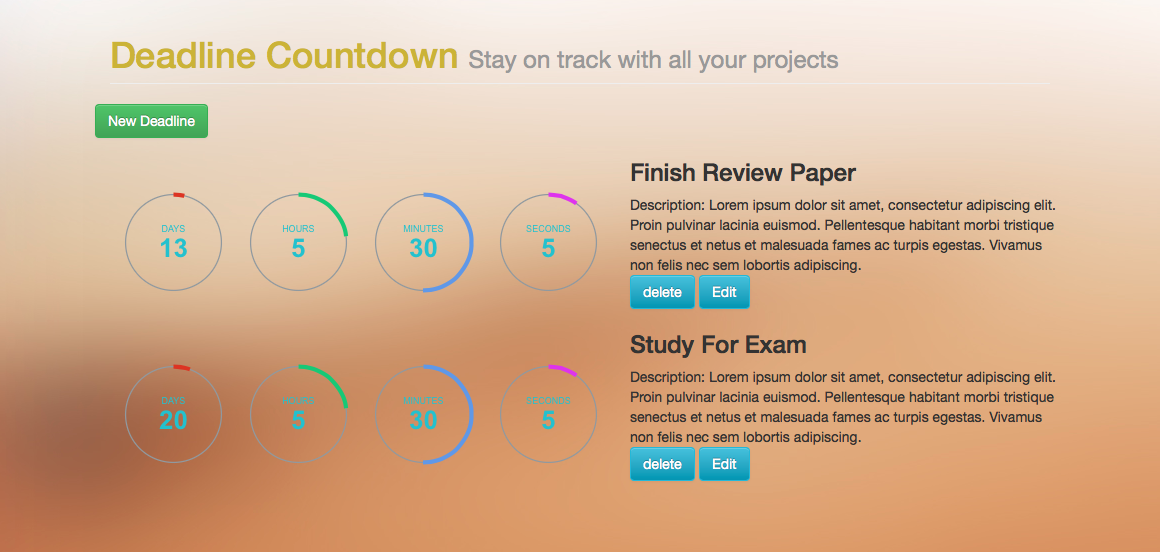 Deadline Countdown Stay on track with all your projects
New Deadline
DAYS
13
HOURS
5
MINUTES
30
SECONDS
5
Finish Review Paper
Description: Lorem ipsum dolor sit amet, consectetur adipiscing elit.
Proin pulvinar lacinia euismod. Pellentesque habitant morbi tristique
senectus et netus et malesuada fames ac turpis egestas. Vivamus
non felis nec sem lobortis adipiscing.
delete Edit
DAYS
20
HOURS
5
MINUTES
30
SECONDS
5
Study For Exam
Description: Lorem ipsum dolor sit amet, consectetur adipiscing elit.
Proin pulvinar lacinia euismod. Pellentesque habitant morbi tristique
senectus et netus et malesuada fames ac turpis egestas. Vivamus
non felis nec sem lobortis adipiscing.
delete Edit